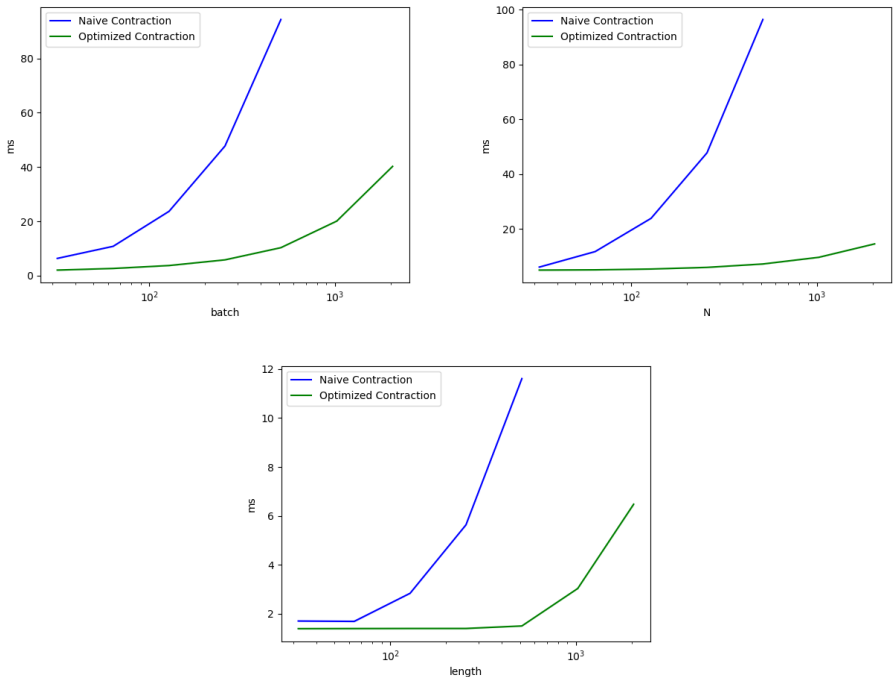 Naive Contraction
Optimized Contraction
80
60
40
20
0
ms
10²
10³
batch
Naive Contraction
Optimized Contraction
100
80
60
40
20
ms
10²
10³
N
Naive Contraction
Optimized Contraction
12
10
8
6
4
2
ms
10²
10³
length